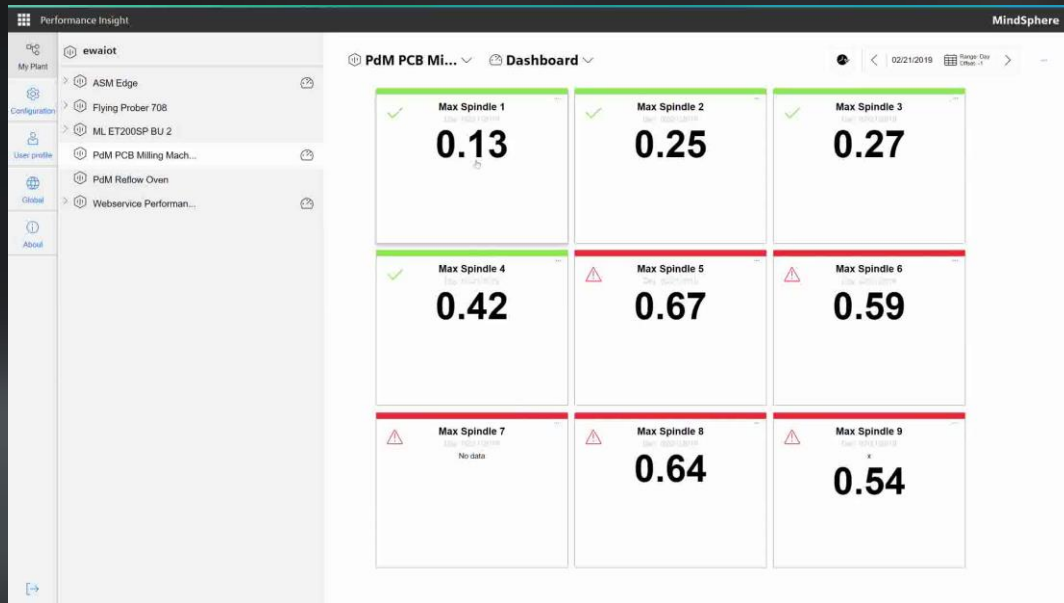 Performance Insight
MindSphere
My Plant
Configuration
User profile
Global
About
ewaiot
ASM Edge
Flying Prober 708
ML ET200SP BU 2
PdM PCB Milling Mach...
PdM Reflow Oven
Webservice Performan...
PdM PCB Mi... Dashboard
02/21/2019
Range: Day
Offset: -1
Max Spindle 1
0.13
Max Spindle 2
0.25
Max Spindle 3
0.27
Max Spindle 4
0.42
Max Spindle 5
0.67
Max Spindle 6
0.59
Max Spindle 7
No data
Max Spindle 8
0.64
Max Spindle 9
x
0.54